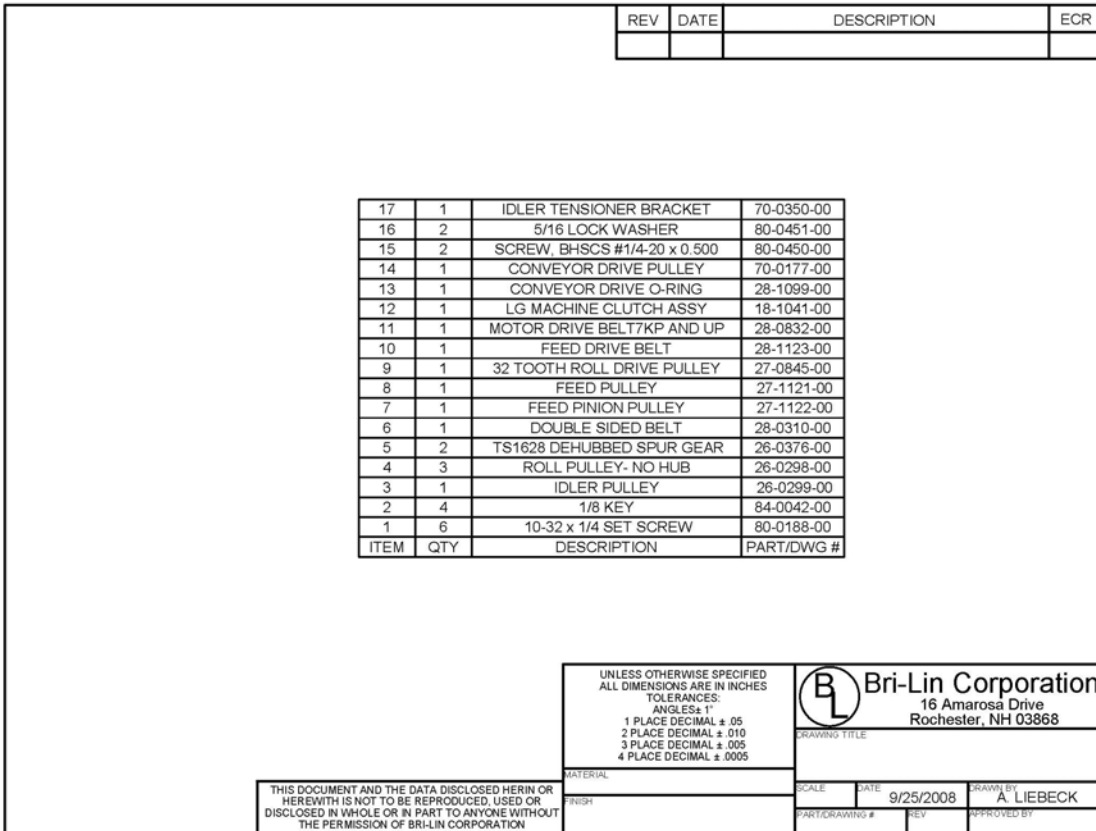 REV DATE DESCRIPTION ECR
17 1 IDLER TENSIONER BRACKET 70-0350-00
16 2 5/16 LOCK WASHER 80-0451-00
15 2 SCREW, BHSCS #1/4-20 x 0.500 80-0450-00
14 1 CONVEYOR DRIVE PULLEY 70-0177-00
13 1 CONVEYOR DRIVE O-RING 28-1099-00
12 1 LG MACHINE CLUTCH ASSY 18-1041-00
11 1 MOTOR DRIVE BELT7KP AND UP 28-0832-00
10 1 FEED DRIVE BELT 28-1123-00
9 1 32 TOOTH ROLL DRIVE PULLEY 27-0845-00
8 1 FEED PULLEY 27-1121-00
7 1 FEED PINION PULLEY 27-1122-00
6 1 DOUBLE SIDED BELT 28-0310-00
5 2 TS1628 DEHUBBED SPUR GEAR 26-0376-00
4 3 ROLL PULLEY- NO HUB 26-0298-00
3 1 IDLER PULLEY 26-0299-00
2 4 1/8 KEY 84-0042-00
1 6 10-32 x 1/4 SET SCREW 80-0188-00
ITEM QTY DESCRIPTION PART/DWG #
UNLESS OTHERWISE SPECIFIED
ALL DIMENSIONS ARE IN INCHES
TOLERANCES:
ANGLES± 1°
1 PLACE DECIMAL ± .05
2 PLACE DECIMAL ± .010
3 PLACE DECIMAL ± .005
4 PLACE DECIMAL ± .0005
MATERIAL
FINISH
BL
Bri-Lin Corporation
16 Amarosa Drive
Rochester, NH 03868
DRAWING TITLE
SCALE DATE 9/25/2008 DRAWN BY A. LIEBECK
PART/DRAWING # REV APPROVED BY
THIS DOCUMENT AND THE DATA DISCLOSED HERIN OR
HEREWITH IS NOT TO BE REPRODUCED, USED OR
DISCLOSED IN WHOLE OR IN PART TO ANYONE WITHOUT
THE PERMISSION OF BRI-LIN CORPORATION